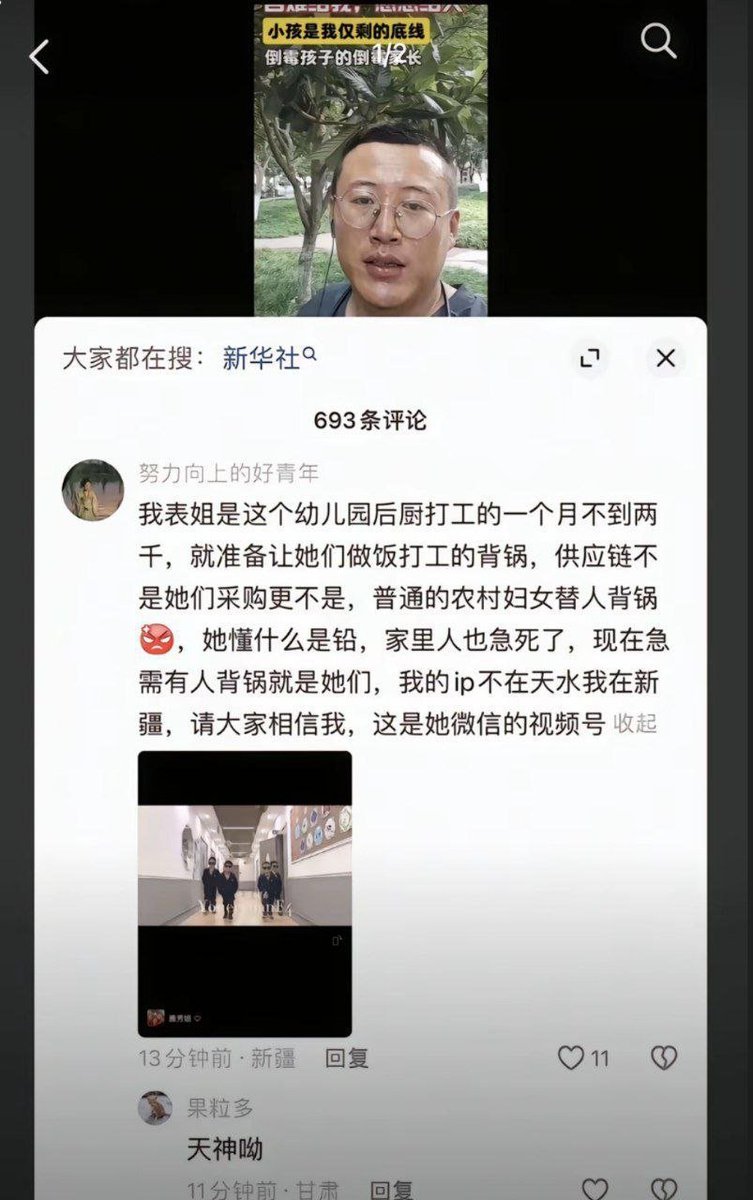 小孩是我仅剩的底线
1/2
倒霉孩子的倒霉家长
大家都在搜：新华社
693条评论
努力向上的好青年
我表姐是这个幼儿园后厨打工的一个月不到两
千，就准备让她们做饭打工的背锅，供应链不
是她们采购更不是，普通的农村妇女替人背锅
，她懂什么是铅，家里人也急死了，现在急
需有人背锅就是她们，我的ip不在天水我在新
疆，请大家相信我，这是她微信的视频号 收起
13分钟前 · 新疆 回复
11
果粒多
天神呦
11分钟前 · 甘肃 回复